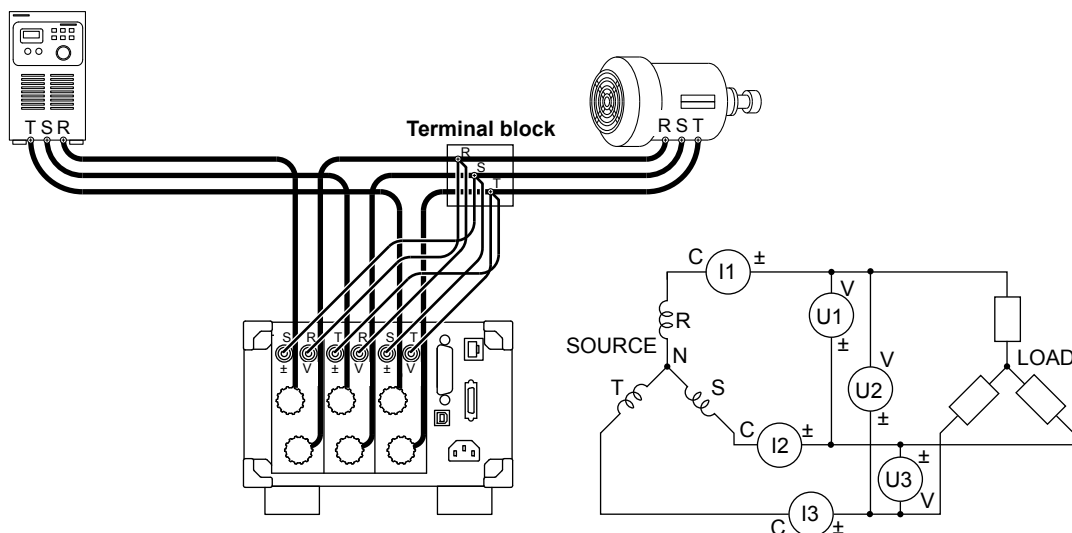 T S R
R S T
Terminal block
R
S
T
S R T R S T
± V ± V ± V
C I1 ±
V
U1
±
R
SOURCE N
T S
V
U2
±
LOAD
C I2 ±
±
U3
V
C I3 ±